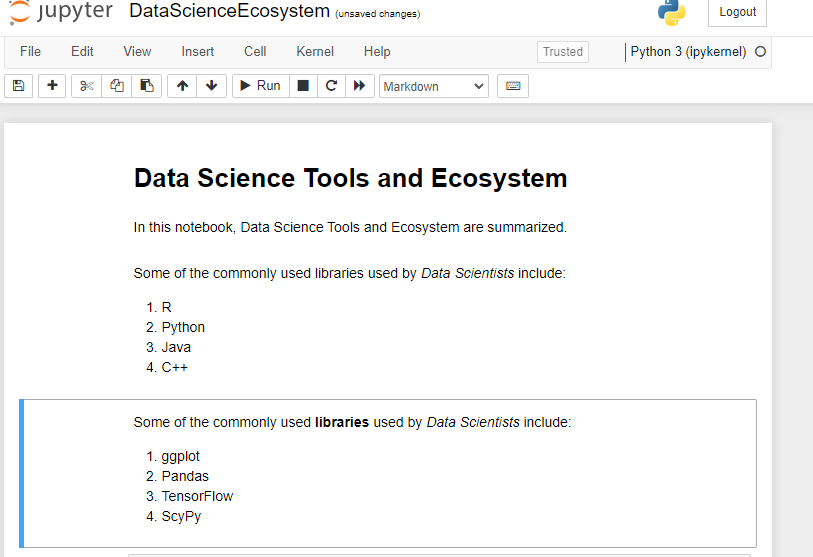 jupyter DataScienceEcosystem (unsaved changes) Logout
File Edit View Insert Cell Kernel Help Trusted Python 3 (ipykernel)
Run Markdown
Data Science Tools and Ecosystem
In this notebook, Data Science Tools and Ecosystem are summarized.
Some of the commonly used libraries used by Data Scientists include:
1. R
2. Python
3. Java
4. C++
Some of the commonly used libraries used by Data Scientists include:
1. ggplot
2. Pandas
3. TensorFlow
4. ScyPy